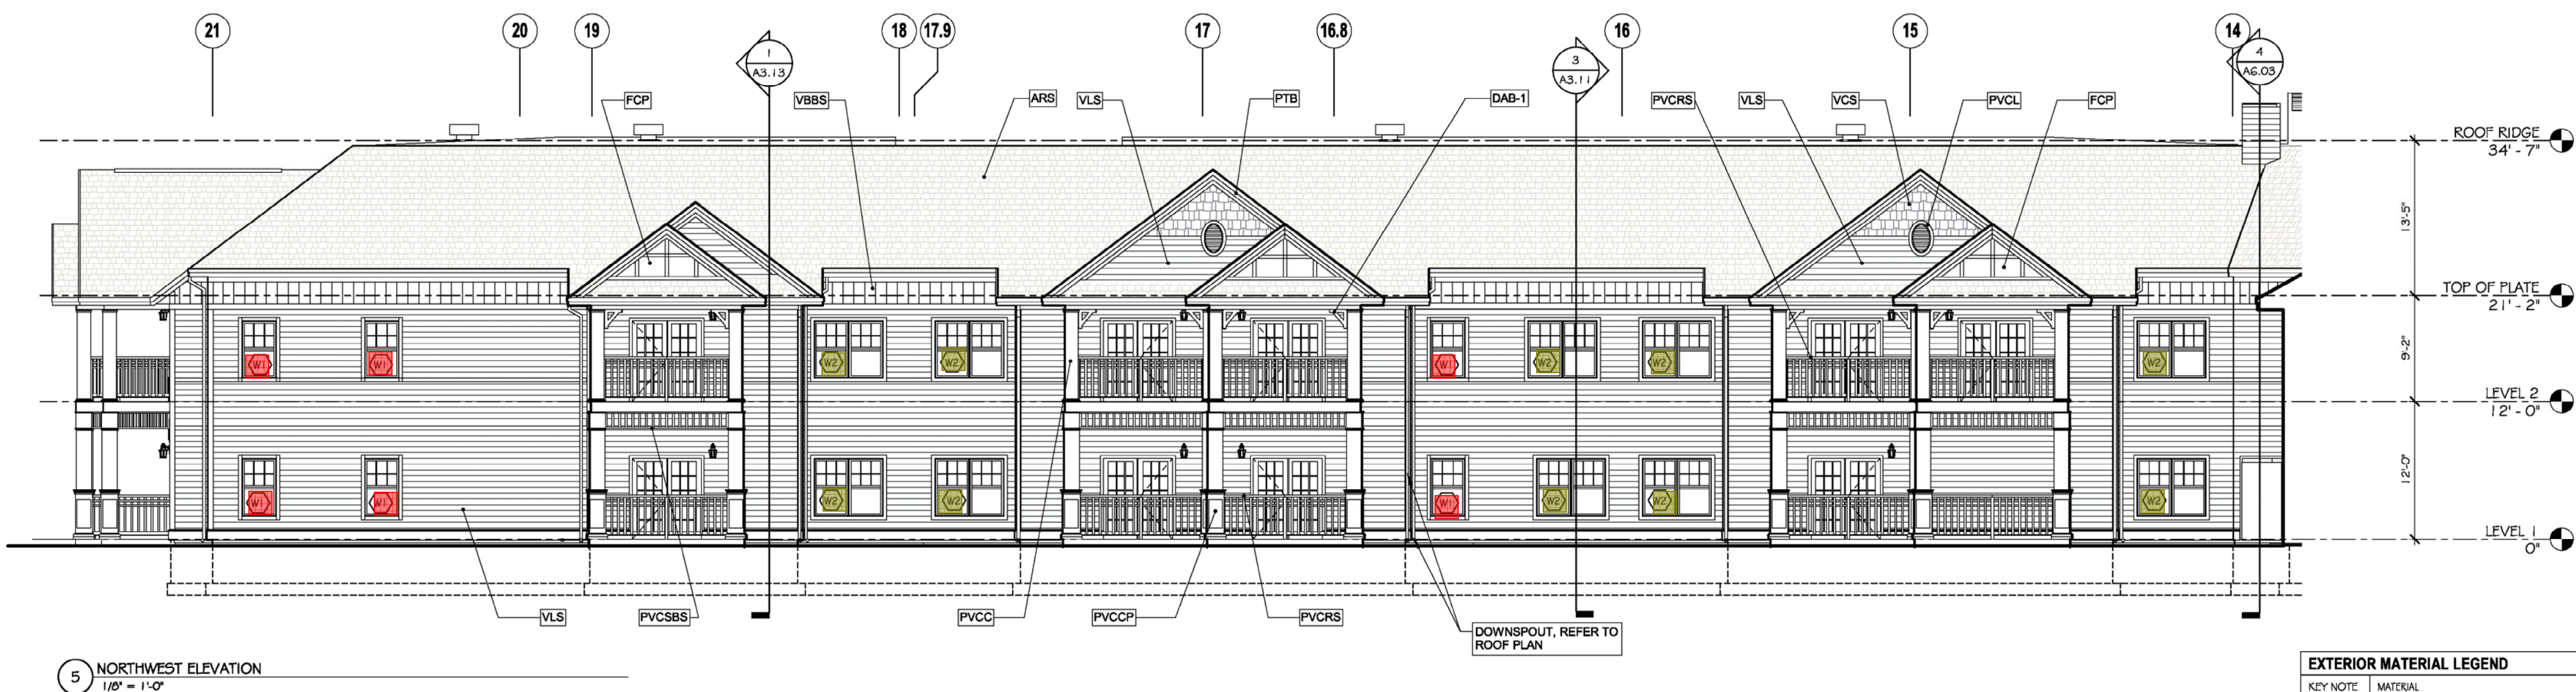 21 20 19 18 17.9 17 16.8 16 15 14
1
A3.13
3
A3.11
4
A6.03
FCP VBBS ARS VLS PTB DAB-1 PVCRS VLS VCS PVCL FCP
ROOF RIDGE
34' - 7"
13'-5"
TOP OF PLATE
21' - 2"
9'-2"
LEVEL 2
12' - 0"
12'-0"
LEVEL 1
0"
W1 W1 W2 W2 W1 W2 W2 W2
W1 W1 W2 W2 W1 W2 W2 W2
VLS PVCSBS PVCC PVCCP PVCRS
DOWNSPOUT, REFER TO
ROOF PLAN
5 NORTHWEST ELEVATION
1/8" = 1'-0"
EXTERIOR MATERIAL LEGEND
KEY NOTE MATERIAL